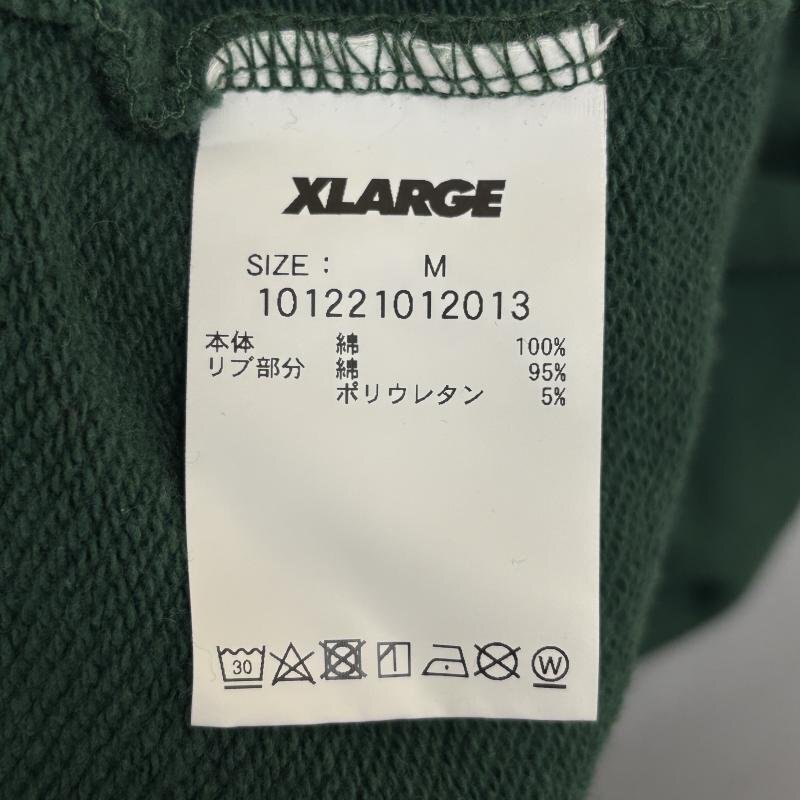 XLARGE
SIZE : M
101221012013
本体 綿 100%
リブ部分 綿 95%
ポリウレタン 5%
30 W